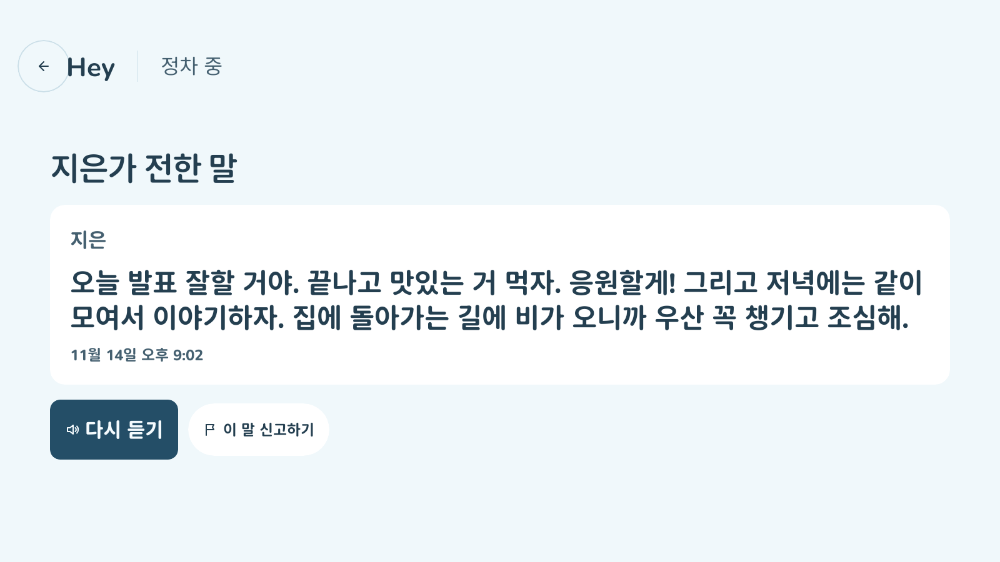 Hey
정차 중
지은가 전한 말
지은
오늘 발표 잘할 거야. 끝나고 맛있는 거 먹자. 응원할게! 그리고 저녁에는 같이
모여서 이야기하자. 집에 돌아가는 길에 비가 오니까 우산 꼭 챙기고 조심해.
11월 14일 오후 9:02
다시 듣기
이 말 신고하기